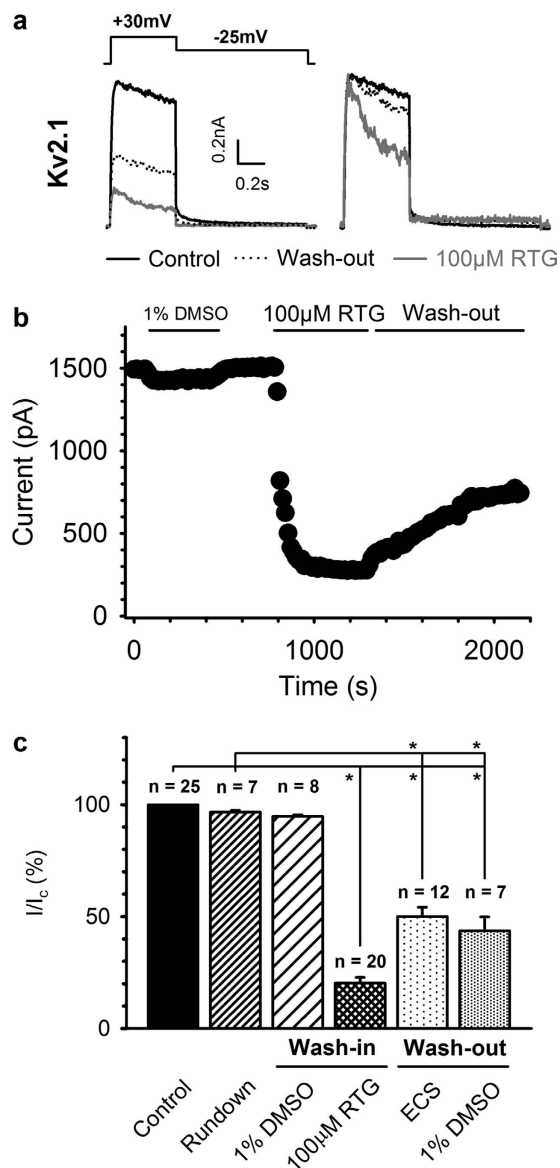 a
+30mV
-25mV
Kv2.1
0.2nA
0.2s
Control Wash-out 100µM RTG
b
1% DMSO 100µM RTG Wash-out
Current (pA)
1500
1000
500
0
0 1000 2000
Time (s)
c
* *
* * *
n = 25 n = 7 n = 8
n = 12 n = 7
n = 20
I/Ic (%)
100
50
0
Wash-in Wash-out
Control
Rundown
1% DMSO
100µM RTG
ECS
1% DMSO